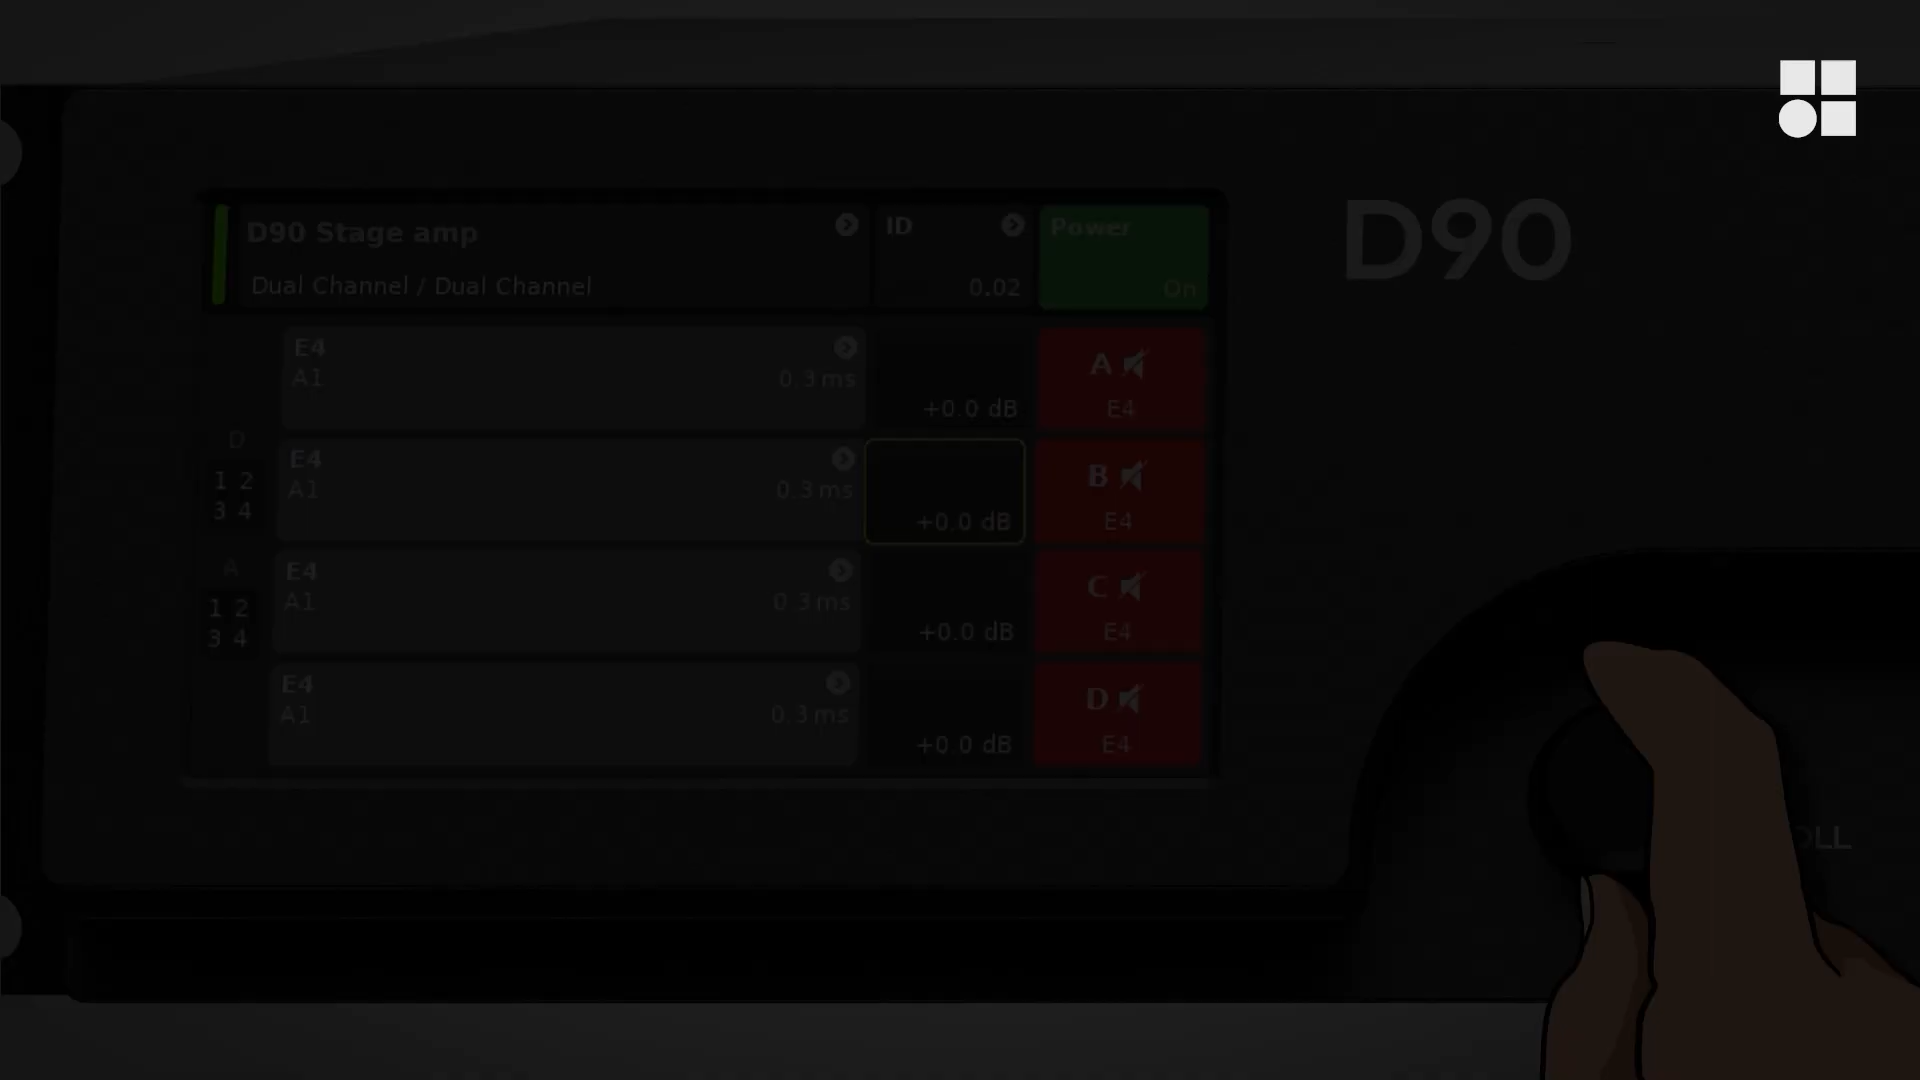 D90 Stage amp
Dual Channel / Dual Channel
ID
0.02
Power
On
D90
E4
A1
0.3 ms
+0.0 dB
A
E4
D
1 2
3 4
E4
A1
0.3 ms
+0.0 dB
B
E4
A
1 2
3 4
E4
A1
0.3 ms
+0.0 dB
C
E4
E4
A1
0.3 ms
+0.0 dB
D
E4